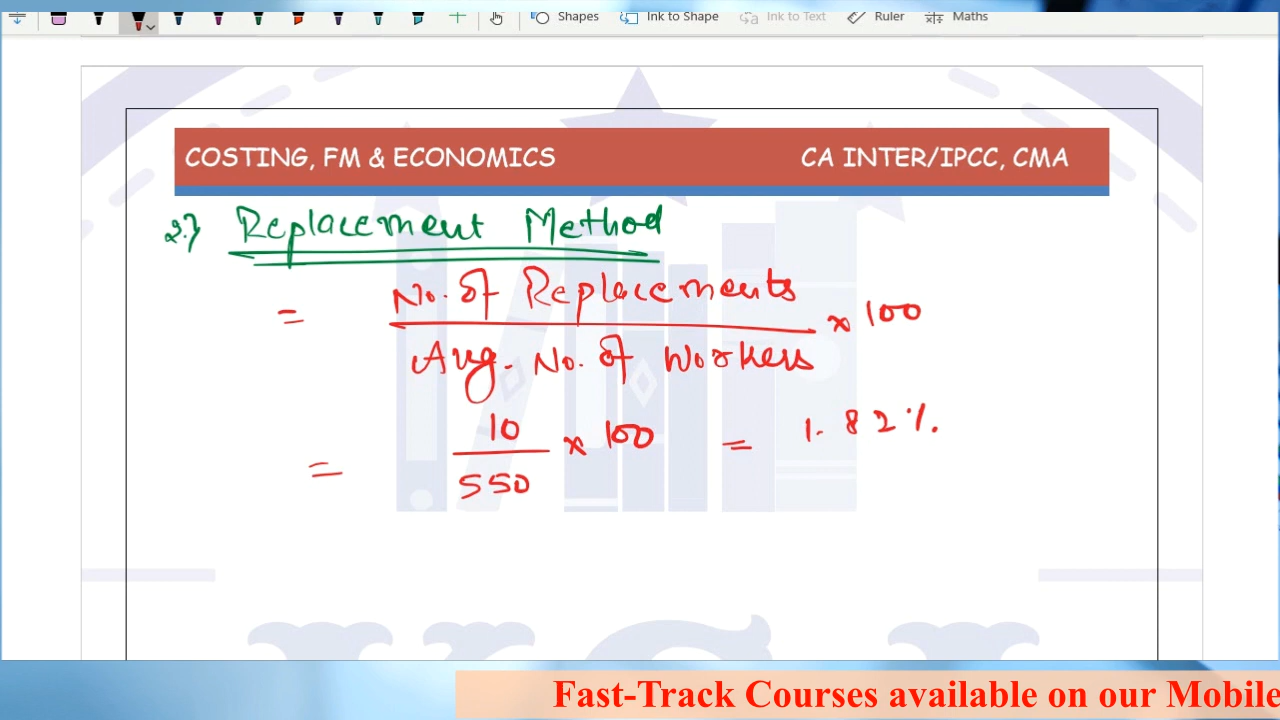 Shapes Ink to Shape Ink to Text Ruler Maths
COSTING, FM & ECONOMICS CA INTER/IPCC, CMA
2.) Replacement Method
= No. of Replacements / Avg. No. of Workers × 100
= 10 / 550 × 100 = 1.82%
Fast-Track Courses available on our Mobile